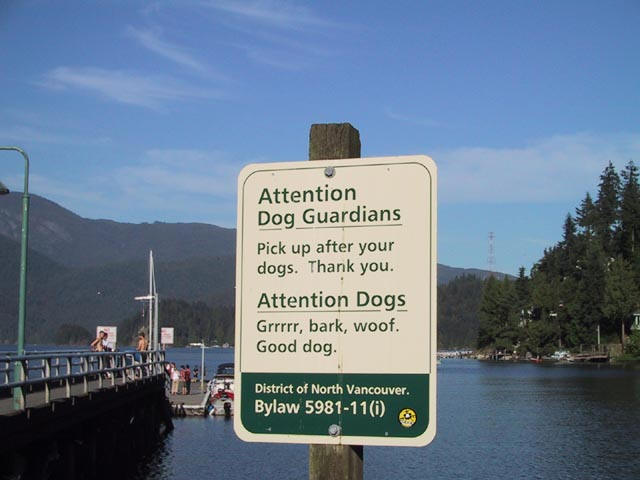 Attention
Dog Guardians
Pick up after your
dogs. Thank you.
Attention Dogs
Grrrrr, bark, woof.
Good dog.
District of North Vancouver.
Bylaw 5981-11(i)